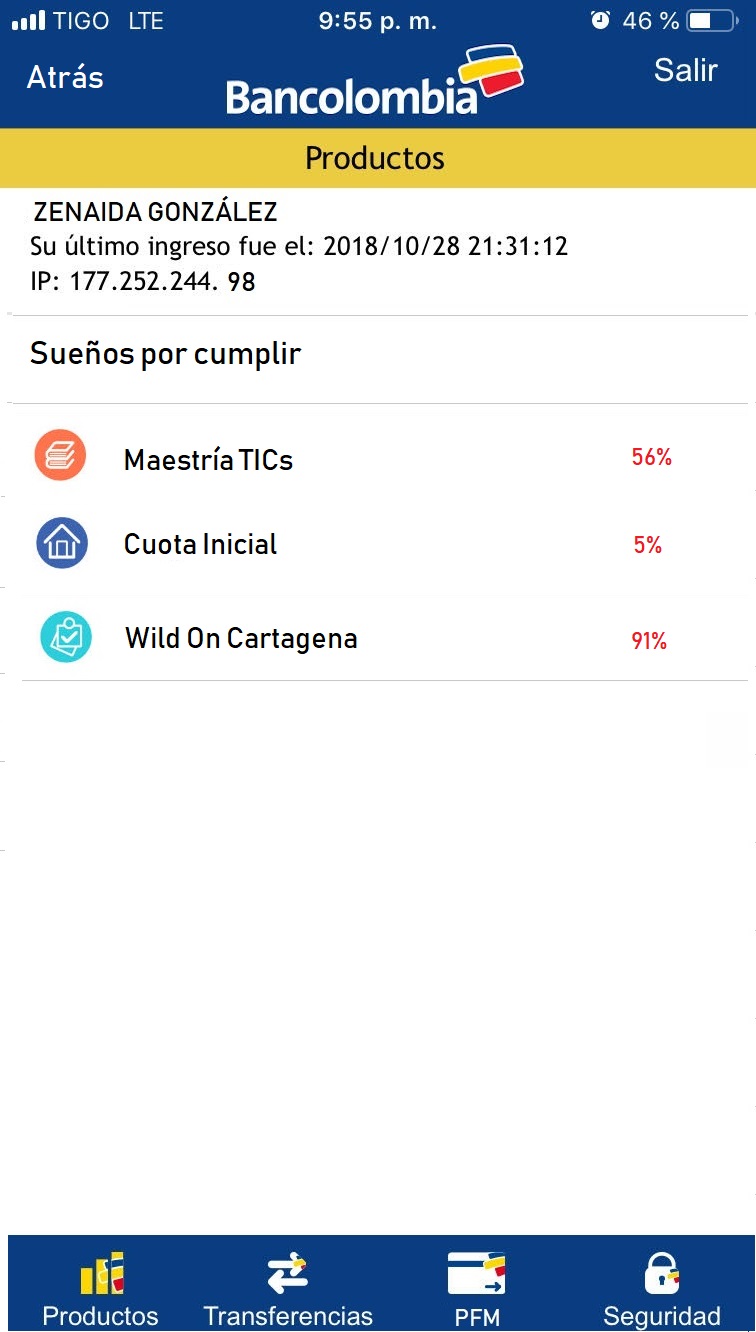 TIGO LTE 9:55 p. m. 46 %
Atrás Bancolombia Salir
Productos
ZENAIDA GONZÁLEZ
Su último ingreso fue el: 2018/10/28 21:31:12
IP: 177.252.244. 98
Sueños por cumplir
Maestría TICs 56%
Cuota Inicial 5%
Wild On Cartagena 91%
Productos Transferencias PFM Seguridad